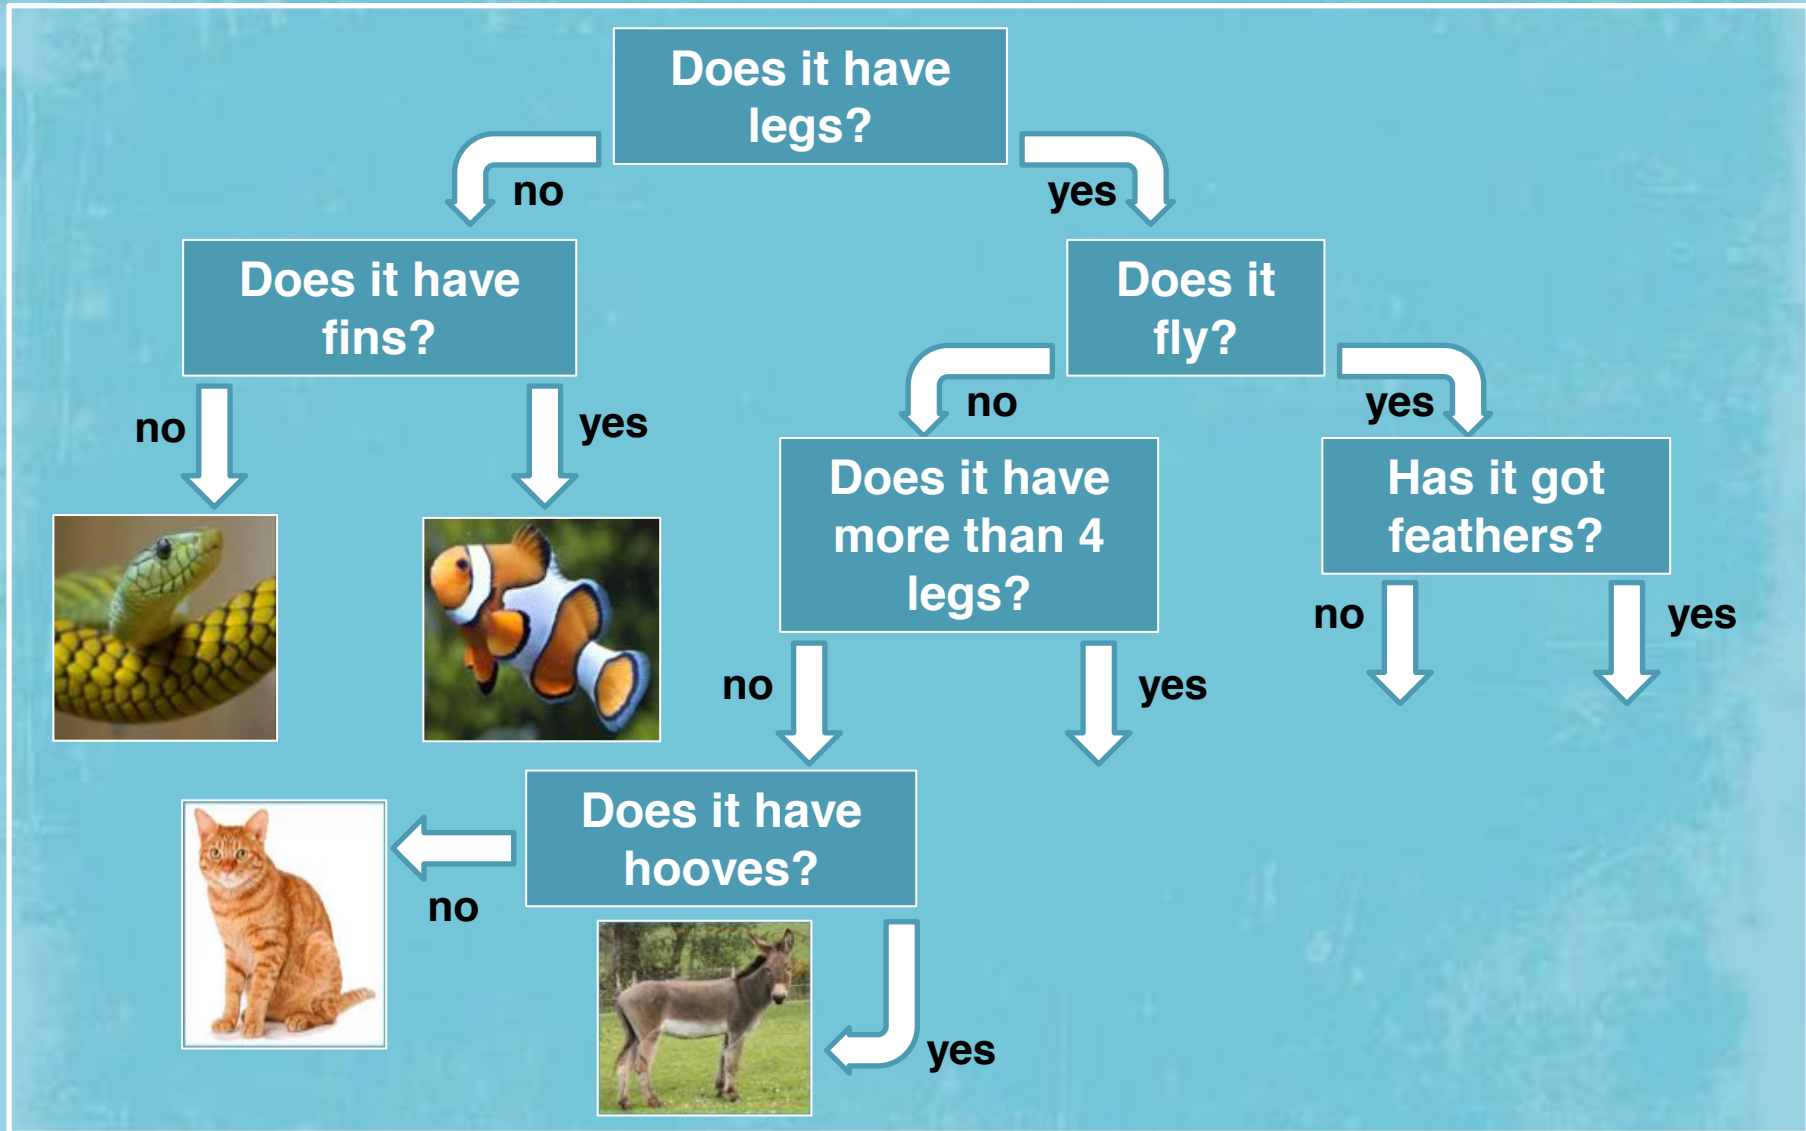 Does it have
legs?
no
yes
Does it have
fins?
Does it
fly?
no
yes
no
yes
Does it have
more than 4
legs?
Has it got
feathers?
no
yes
no
yes
Does it have
hooves?
no
yes